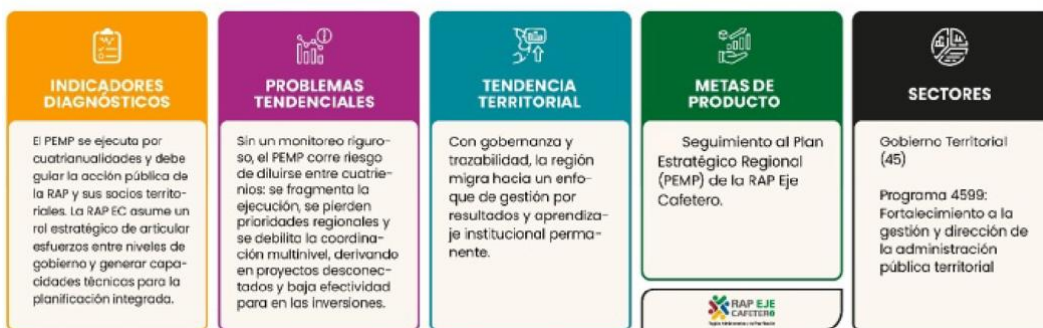 INDICADORES
DIAGNÓSTICOS
El PEMP se ejecuta por
cuatrianualidades y debe
guiar la acción pública de
la RAP y sus socios territo-
riales. La RAP EC asume un
rol estratégico de articular
esfuerzos entre niveles de
gobierno y generar capa-
cidades técnicas para la
planificación integrada.
PROBLEMAS
TENDENCIALES
Sin un monitoreo riguro-
so, el PEMP corre riesgo
de diluirse entre cuatrie-
nios: se fragmenta la
ejecución, se pierden
prioridades regionales y
se debilita la coordina-
ción multinivel, derivando
en proyectos desconec-
tados y baja efectividad
para en las inversiones.
TENDENCIA
TERRITORIAL
Con gobernanza y
trazabilidad, la región
migra hacia un enfo-
que de gestión por
resultados y aprendiza-
je institucional perma-
nente.
METAS DE
PRODUCTO
Seguimiento al Plan
Estratégico Regional
(PEMP) de la RAP Eje
Cafetero.
RAP EJE
CAFETERO
SECTORES
Gobierno Territorial
(45)
Programa 4599:
Fortalecimiento a la
gestión y dirección de
la administración
pública territorial